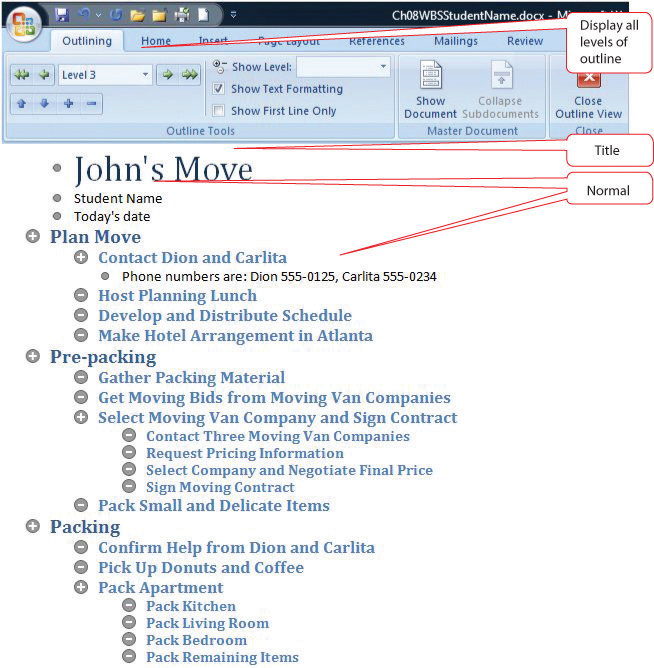 Ch08WBSStudentName.docx - Mi
Display all
levels of
outline
Outlining Home Insert Page Layout References Mailings Review
Level 3
Show Level:
Show Text Formatting
Show First Line Only
Outline Tools
Show
Document
Collapse
Subdocuments
Master Document
Close
Outline View
Close
Title
Normal
John's Move
Student Name
Today's date
Plan Move
Contact Dion and Carlita
Phone numbers are: Dion 555-0125, Carlita 555-0234
Host Planning Lunch
Develop and Distribute Schedule
Make Hotel Arrangement in Atlanta
Pre-packing
Gather Packing Material
Get Moving Bids from Moving Van Companies
Select Moving Van Company and Sign Contract
Contact Three Moving Van Companies
Request Pricing Information
Select Company and Negotiate Final Price
Sign Moving Contract
Pack Small and Delicate Items
Packing
Confirm Help from Dion and Carlita
Pick Up Donuts and Coffee
Pack Apartment
Pack Kitchen
Pack Living Room
Pack Bedroom
Pack Remaining Items